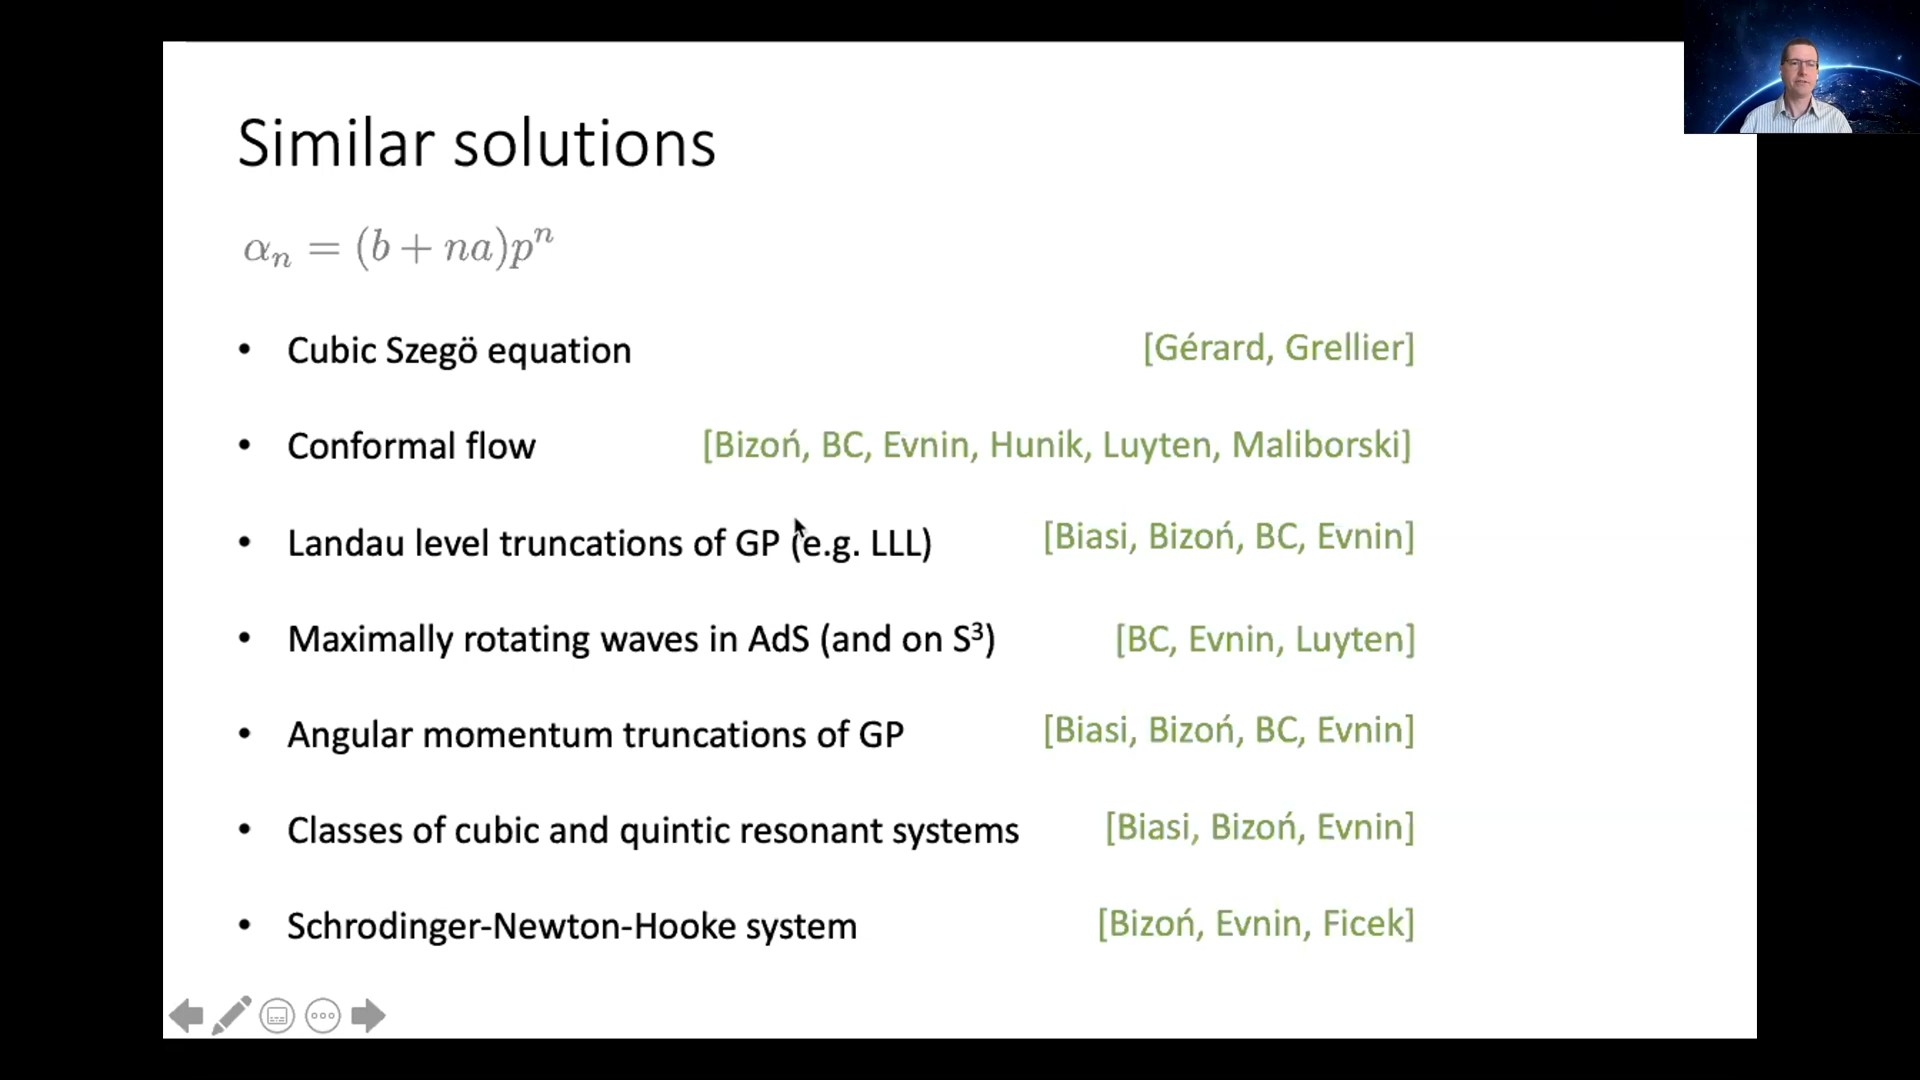 Similar solutions
αₙ = (b + na)pⁿ
• Cubic Szegö equation [Gérard, Grellier]
• Conformal flow [Bizoń, BC, Evnin, Hunik, Luyten, Maliborski]
• Landau level truncations of GP (e.g. LLL) [Biasi, Bizoń, BC, Evnin]
• Maximally rotating waves in AdS (and on S³) [BC, Evnin, Luyten]
• Angular momentum truncations of GP [Biasi, Bizoń, BC, Evnin]
• Classes of cubic and quintic resonant systems [Biasi, Bizoń, Evnin]
• Schrodinger-Newton-Hooke system [Bizoń, Evnin, Ficek]